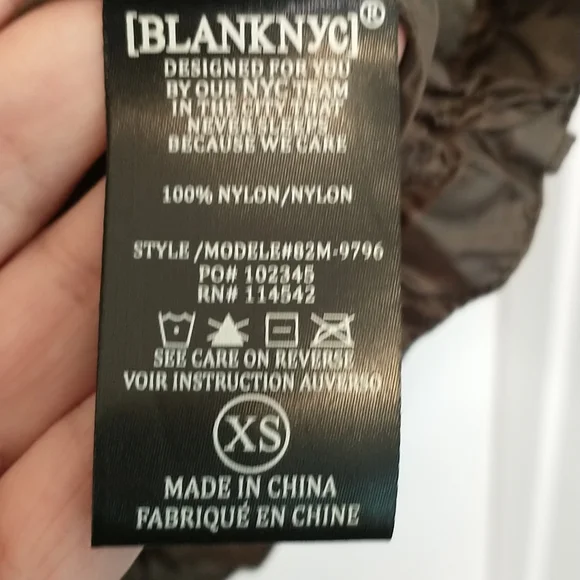 [BLANKNYC]®
DESIGNED FOR YOU
BY OUR NYC TEAM
IN THE CITY THAT
NEVER SLEEPS
BECAUSE WE CARE
100% NYLON/NYLON
STYLE /MODELE#82M-9796
PO# 102345
RN# 114542
SEE CARE ON REVERSE
VOIR INSTRUCTION AUVERSO
XS
MADE IN CHINA
FABRIQUÉ EN CHINE